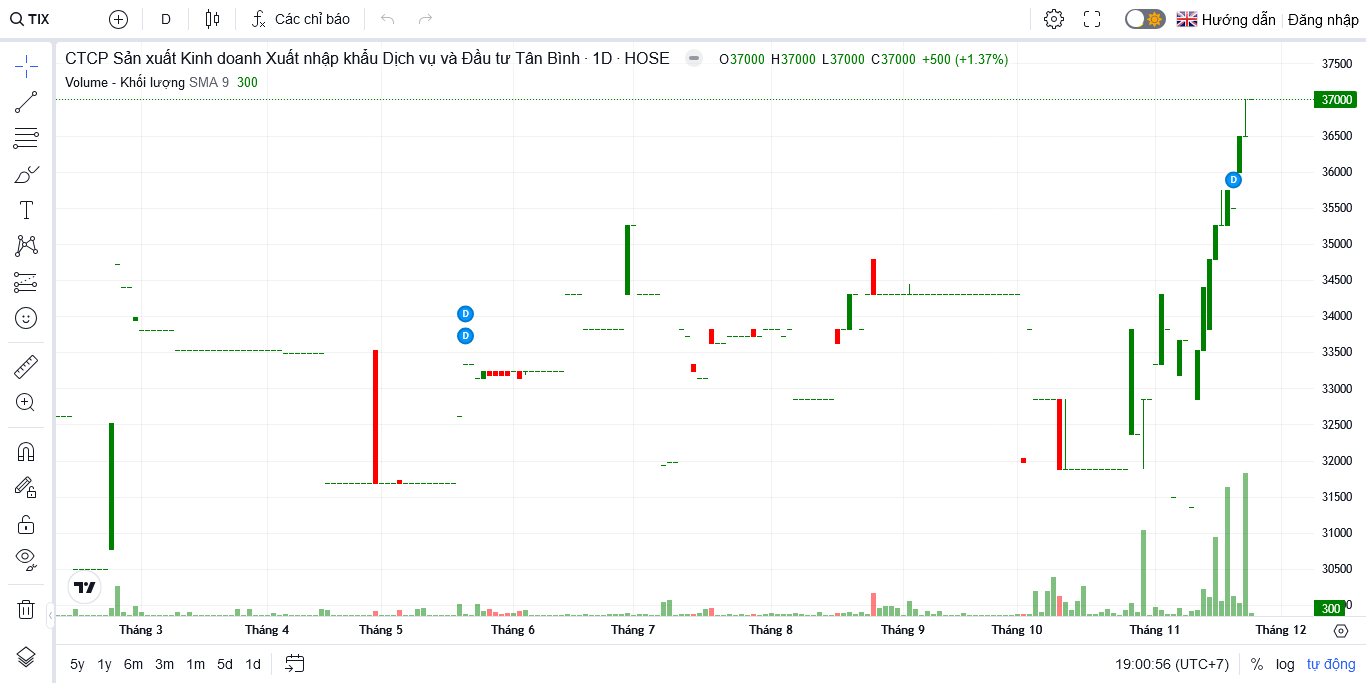 TIX D Các chỉ báo Hướng dẫn Đăng nhập
CTCP Sản xuất Kinh doanh Xuất nhập khẩu Dịch vụ và Đầu tư Tân Bình · 1D · HOSE O37000 H37000 L37000 C37000 +500 (+1.37%)
Volume - Khối lượng SMA 9 300
37500
37000
36500
36000
35500
35000
34500
34000
33500
33000
32500
32000
31500
31000
30500
300
D
D
D
Tháng 3 Tháng 4 Tháng 5 Tháng 6 Tháng 7 Tháng 8 Tháng 9 Tháng 10 Tháng 11 Tháng 12
5y 1y 6m 3m 1m 5d 1d 19:00:56 (UTC+7) % log tự động